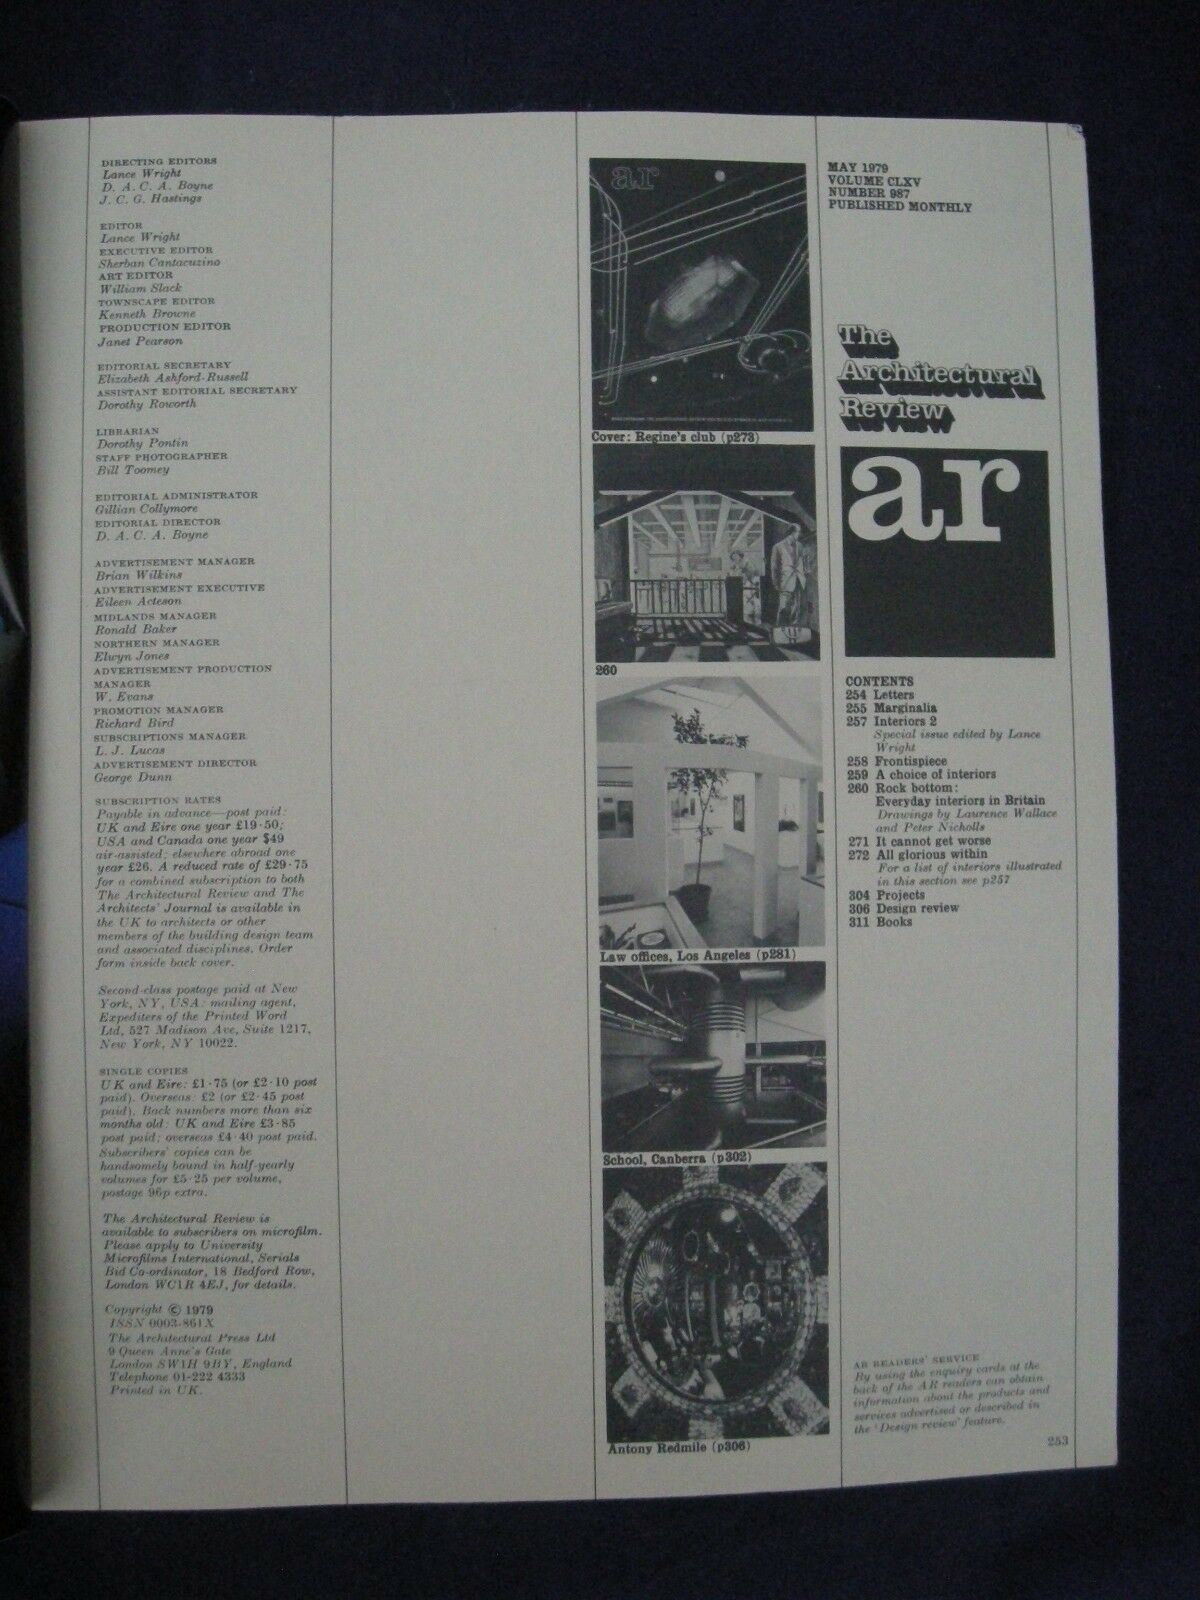 DIRECTING EDITORS
Lance Wright
D. A. C. A. Boyne
J. C. G. Hastings
EDITOR
Lance Wright
EXECUTIVE EDITOR
Sherban Cantacuzino
ART EDITOR
William Slack
TOWNSCAPE EDITOR
Kenneth Browne
PRODUCTION EDITOR
Janet Pearson
EDITORIAL SECRETARY
Elizabeth Ashford-Russell
ASSISTANT EDITORIAL SECRETARY
Dorothy Roworth
LIBRARIAN
Dorothy Pontin
STAFF PHOTOGRAPHER
Bill Toomey
EDITORIAL ADMINISTRATOR
Gillian Collymore
EDITORIAL DIRECTOR
D. A. C. A. Boyne
ADVERTISEMENT MANAGER
Brian Wilkins
ADVERTISEMENT EXECUTIVE
Eileen Acteson
MIDLANDS MANAGER
Ronald Baker
NORTHERN MANAGER
Elwyn Jones
ADVERTISEMENT PRODUCTION
MANAGER
W. Evans
PROMOTION MANAGER
Richard Bird
SUBSCRIPTIONS MANAGER
L. J. Lucas
ADVERTISEMENT DIRECTOR
George Dunn
SUBSCRIPTION RATES
Payable in advance—post paid:
UK and Eire one year £19·50;
USA and Canada one year $49
air-assisted; elsewhere abroad one
year £26. A reduced rate of £29·75
for a combined subscription to both
The Architectural Review and The
Architects' Journal is available in
the UK to architects or other
members of the building design team
and associated disciplines. Order
form inside back cover.
Second-class postage paid at New
York, NY, USA: mailing agent,
Expediters of the Printed Word
Ltd, 527 Madison Ave, Suite 1217,
New York, NY 10022.
SINGLE COPIES
UK and Eire: £1·75 (or £2·10 post
paid). Overseas: £2 (or £2·45 post
paid). Back numbers more than six
months old: UK and Eire £3·85
post paid; overseas £4·40 post paid.
Subscribers' copies can be
handsomely bound in half-yearly
volumes for £5·25 per volume,
postage 96p extra.
The Architectural Review is
available to subscribers on microfilm.
Please apply to University
Microfilms International, Serials
Bid Co-ordinator, 18 Bedford Row,
London WC1R 4EJ, for details.
Copyright © 1979
ISSN 0003-861X
The Architectural Press Ltd
9 Queen Anne's Gate
London SW1H 9BY, England
Telephone 01-222 4333
Printed in UK.
ar
Cover: Regine's club (p273)
260
Law offices, Los Angeles (p281)
School, Canberra (p302)
Antony Redmile (p306)
MAY 1979
VOLUME CLXV
NUMBER 987
PUBLISHED MONTHLY
The
Architectural
Review
ar
CONTENTS
254 Letters
255 Marginalia
257 Interiors 2
Special issue edited by Lance
Wright
258 Frontispiece
259 A choice of interiors
260 Rock bottom:
Everyday interiors in Britain
Drawings by Laurence Wallace
and Peter Nicholls
271 It cannot get worse
272 All glorious within
For a list of interiors illustrated
in this section see p257
304 Projects
306 Design review
311 Books
AR READERS' SERVICE
By using the enquiry cards at the
back of the AR readers can obtain
information about the products and
services advertised or described in
the 'Design review' feature.
253